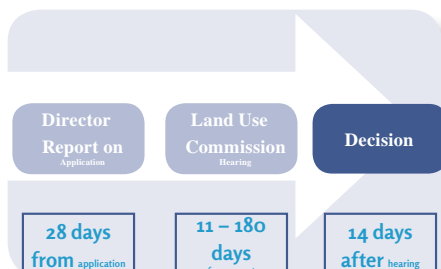 Director
Report on
Application
Land Use
Commission
Hearing
Decision
28 days
from application
11 – 180
days
14 days
after hearing